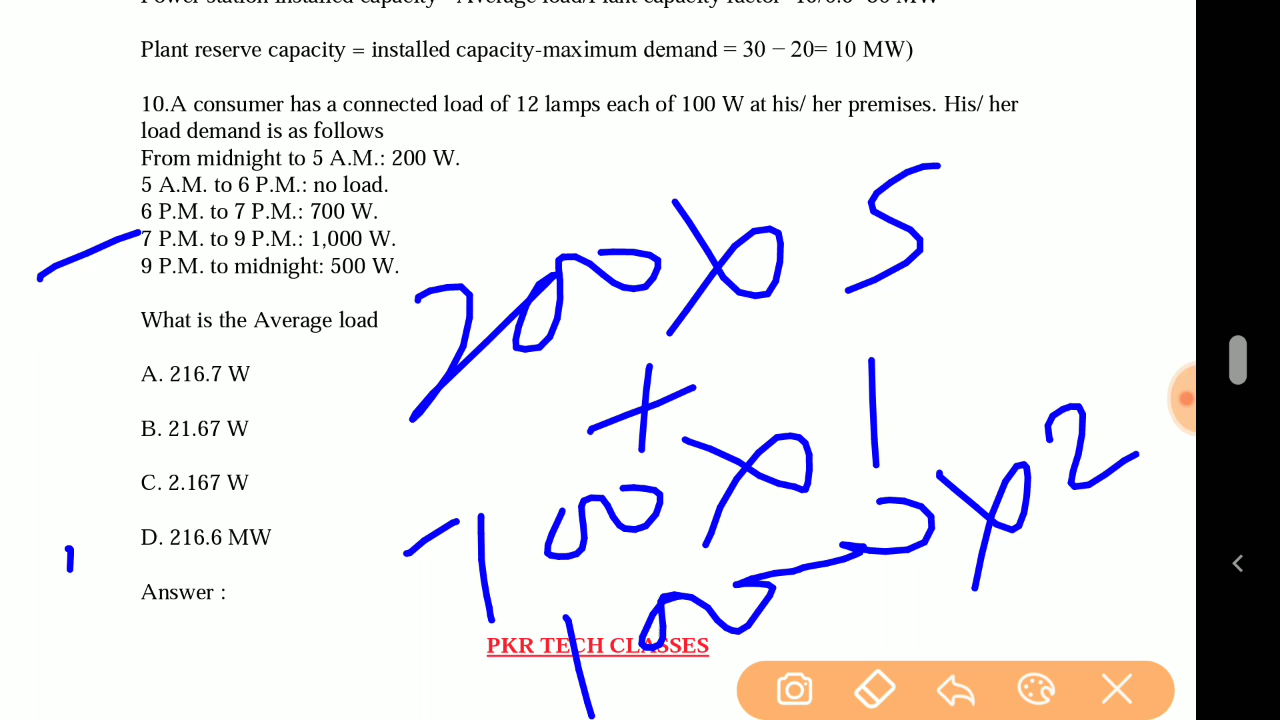 Plant reserve capacity = installed capacity-maximum demand = 30 − 20= 10 MW)
10.A consumer has a connected load of 12 lamps each of 100 W at his/ her premises. His/ her
load demand is as follows
From midnight to 5 A.M.: 200 W.
5 A.M. to 6 P.M.: no load.
6 P.M. to 7 P.M.: 700 W.
7 P.M. to 9 P.M.: 1,000 W.
9 P.M. to midnight: 500 W.
200 x 5
What is the Average load
A. 216.7 W
+
B. 21.67 W
700 x 1
C. 2.167 W
1000 x 2
D. 216.6 MW
Answer :
PKR TECH CLASSES